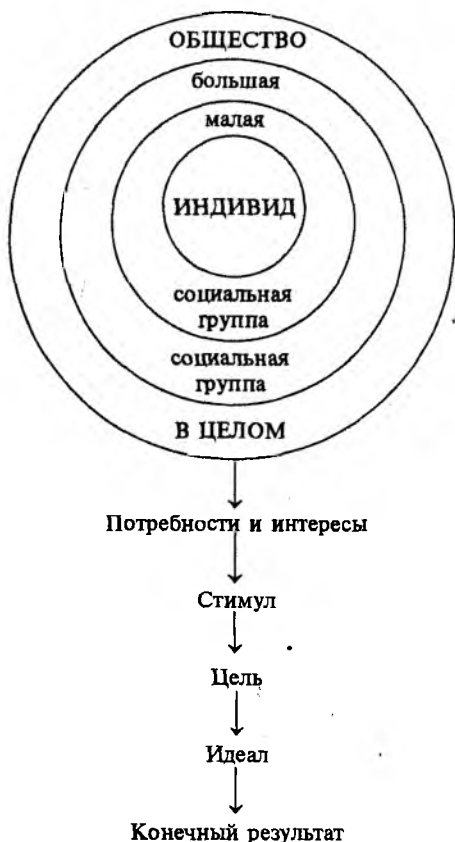 ОБЩЕСТВО
большая
малая
ИНДИВИД
социальная
группа
социальная
группа
В ЦЕЛОМ
Потребности и интересы
Стимул
Цель
Идеал
Конечный результат